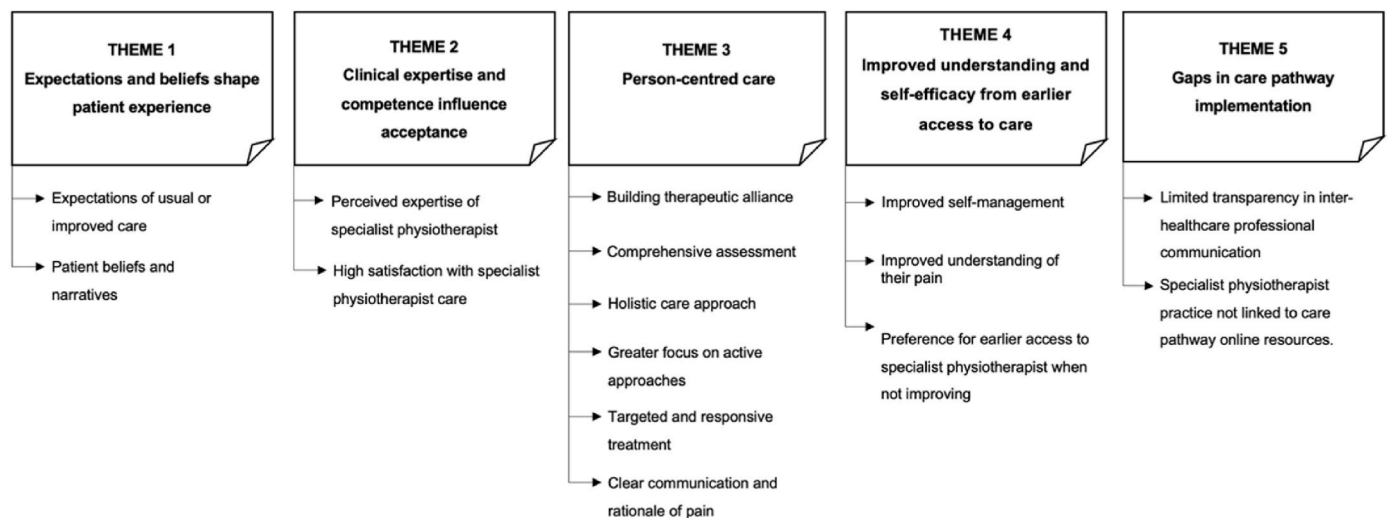 THEME 1
Expectations and beliefs shape
patient experience
Expectations of usual or
improved care
Patient beliefs and
narratives
THEME 2
Clinical expertise and
competence influence
acceptance
Perceived expertise of
specialist physiotherapist
High satisfaction with specialist
physiotherapist care
THEME 3
Person-centred care
Building therapeutic alliance
Comprehensive assessment
Holistic care approach
Greater focus on active
approaches
Targeted and responsive
treatment
Clear communication and
rationale of pain
THEME 4
Improved understanding and
self-efficacy from earlier
access to care
Improved self-management
Improved understanding of
their pain
Preference for earlier access to
specialist physiotherapist when
not improving
THEME 5
Gaps in care pathway
implementation
Limited transparency in inter-
healthcare professional
communication
Specialist physiotherapist
practice not linked to care
pathway online resources.